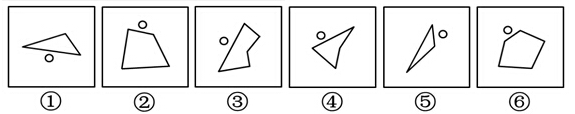 ① ② ③ ④ ⑤ ⑥